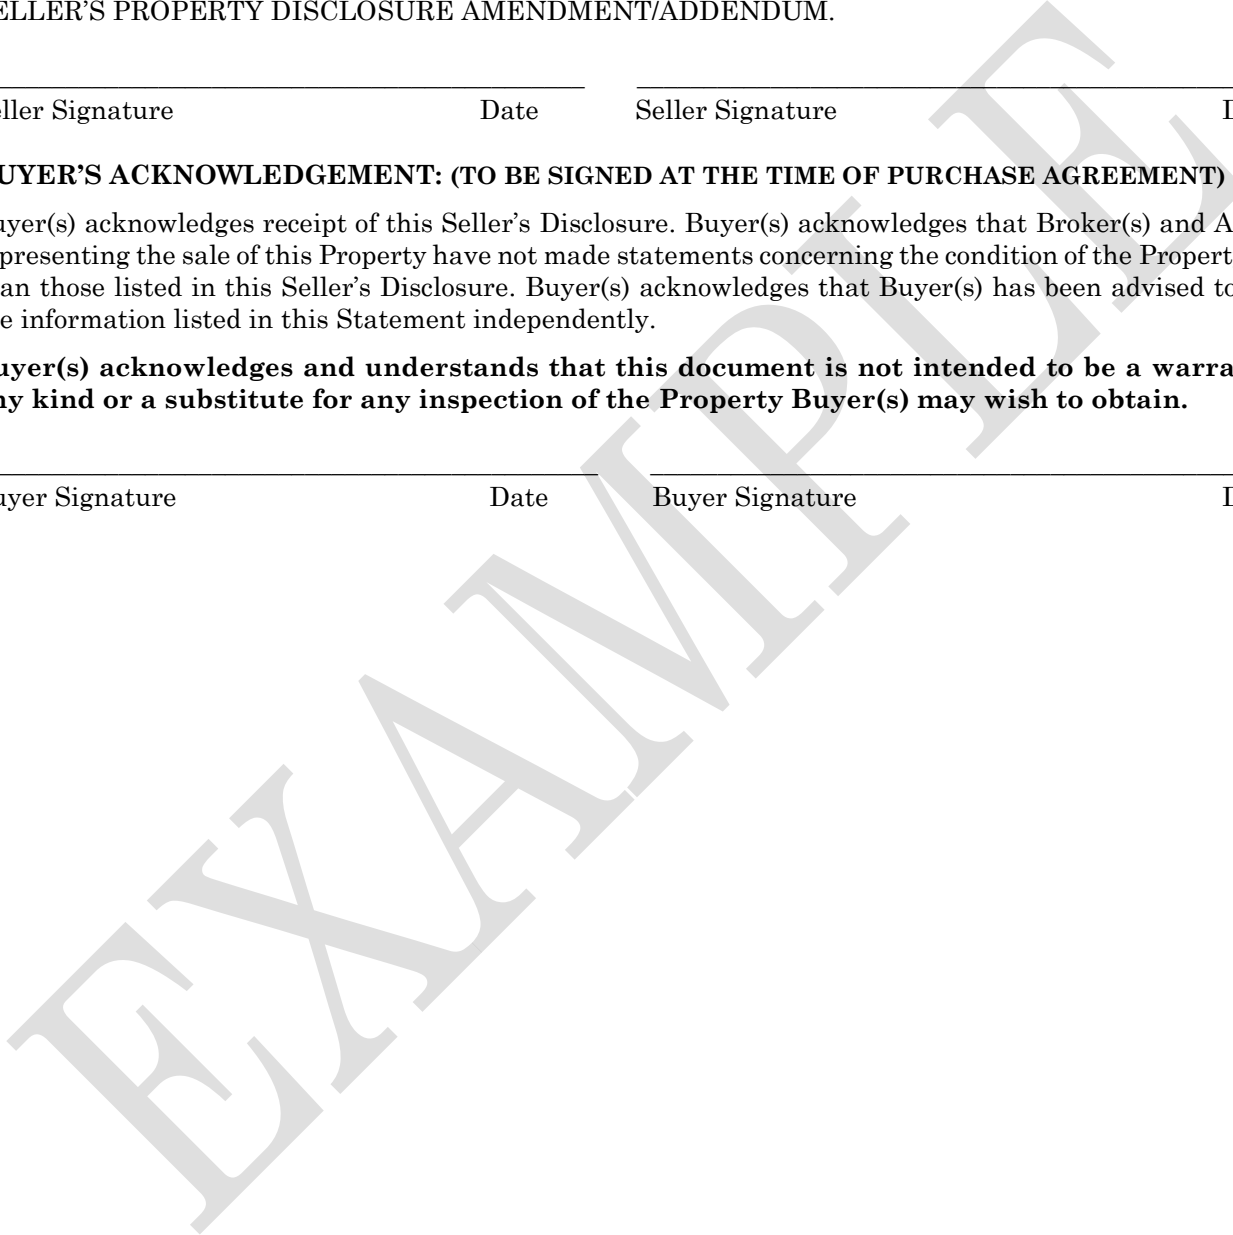 ELLER’S PROPERTY DISCLOSURE AMENDMENT/ADDENDUM.
ller Signature Date Seller Signature D
UYER’S ACKNOWLEDGEMENT: (TO BE SIGNED AT THE TIME OF PURCHASE AGREEMENT)
uyer(s) acknowledges receipt of this Seller’s Disclosure. Buyer(s) acknowledges that Broker(s) and A
presenting the sale of this Property have not made statements concerning the condition of the Propert
an those listed in this Seller’s Disclosure. Buyer(s) acknowledges that Buyer(s) has been advised to
e information listed in this Statement independently.
uyer(s) acknowledges and understands that this document is not intended to be a warra
ny kind or a substitute for any inspection of the Property Buyer(s) may wish to obtain.
uyer Signature Date Buyer Signature D
EXAMPLE